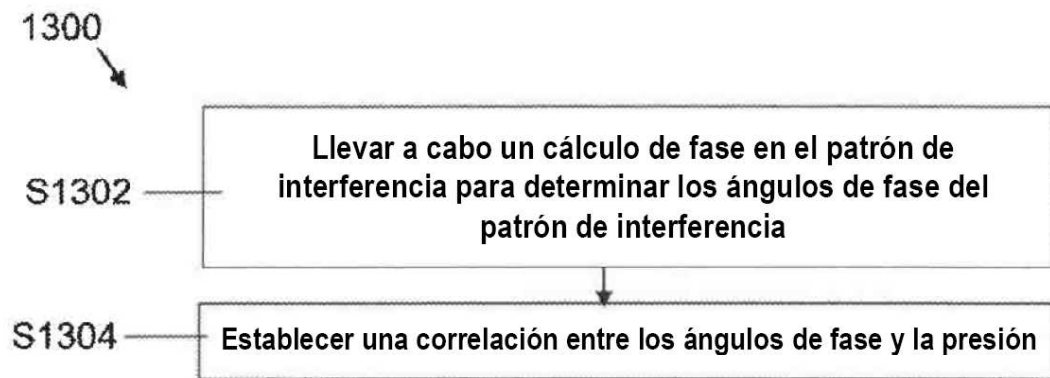 1300
S1302
Llevar a cabo un cálculo de fase en el patrón de
interferencia para determinar los ángulos de fase del
patrón de interferencia
S1304
Establecer una correlación entre los ángulos de fase y la presión